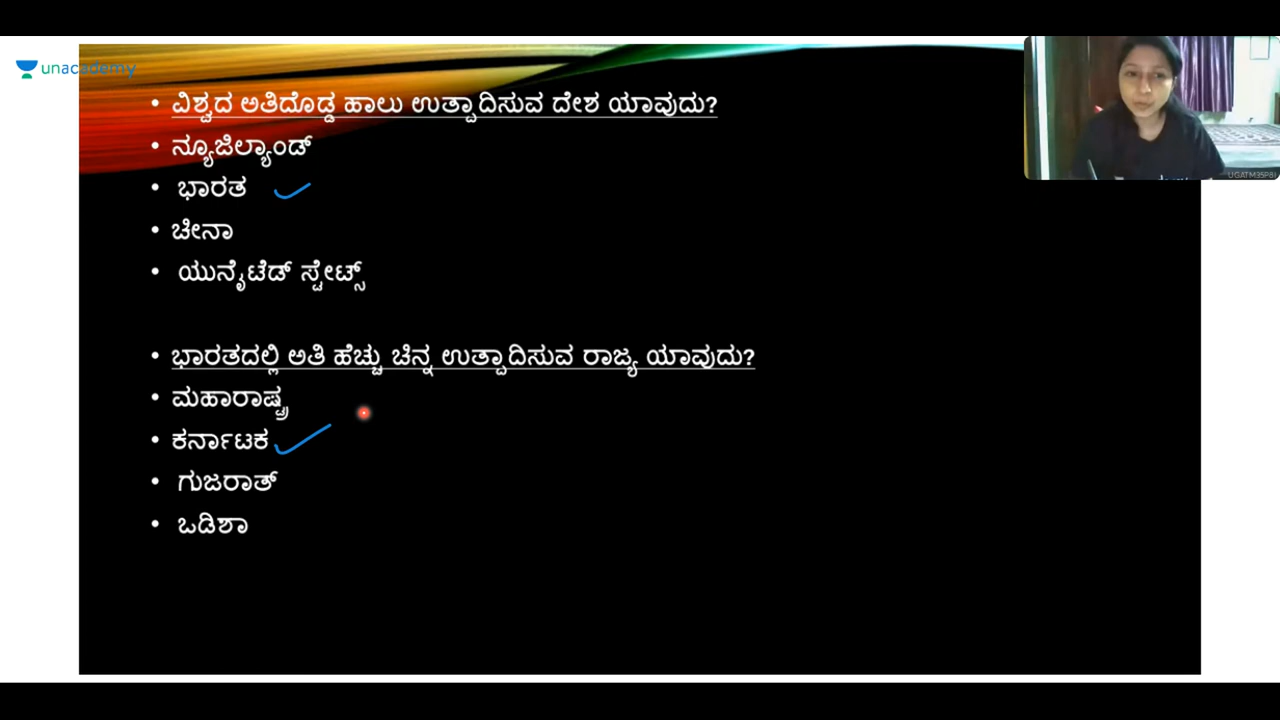 unacademy
• ವಿಶ್ವದ ಅತಿದೊಡ್ಡ ಹಾಲು ಉತ್ಪಾದಿಸುವ ದೇಶ ಯಾವುದು?
• ನ್ಯೂಜಿಲ್ಯಾಂಡ್
• ಭಾರತ
• ಚೀನಾ
• ಯುನೈಟೆಡ್ ಸ್ಟೇಟ್ಸ್
• ಭಾರತದಲ್ಲಿ ಅತಿ ಹೆಚ್ಚು ಚಿನ್ನ ಉತ್ಪಾದಿಸುವ ರಾಜ್ಯ ಯಾವುದು?
• ಮಹಾರಾಷ್ಟ್ರ
• ಕರ್ನಾಟಕ
• ಗುಜರಾತ್
• ಒಡಿಶಾ